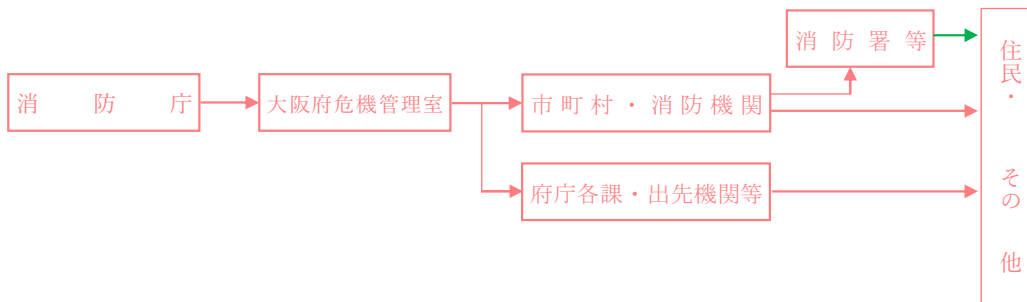 消防庁
大阪府危機管理室
市町村・消防機関
消防署等
府庁各課・出先機関等
住民・その他